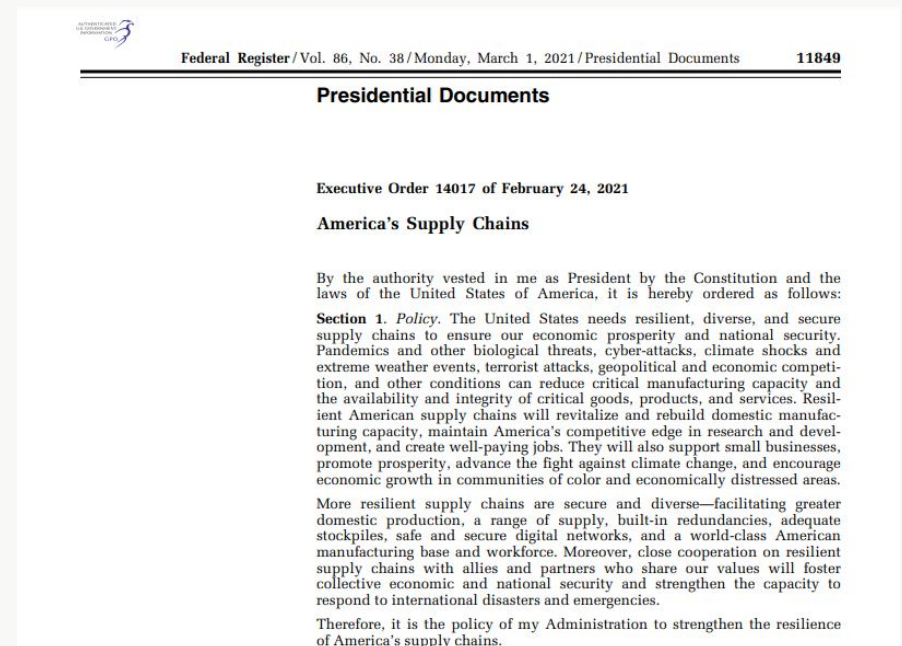 AUTHENTICATED
U.S. GOVERNMENT
INFORMATION
GPO
Federal Register / Vol. 86, No. 38 / Monday, March 1, 2021 / Presidential Documents 11849
Presidential Documents
Executive Order 14017 of February 24, 2021
America’s Supply Chains
By the authority vested in me as President by the Constitution and the
laws of the United States of America, it is hereby ordered as follows:
Section 1. Policy. The United States needs resilient, diverse, and secure
supply chains to ensure our economic prosperity and national security.
Pandemics and other biological threats, cyber-attacks, climate shocks and
extreme weather events, terrorist attacks, geopolitical and economic competi-
tion, and other conditions can reduce critical manufacturing capacity and
the availability and integrity of critical goods, products, and services. Resil-
ient American supply chains will revitalize and rebuild domestic manufac-
turing capacity, maintain America’s competitive edge in research and devel-
opment, and create well-paying jobs. They will also support small businesses,
promote prosperity, advance the fight against climate change, and encourage
economic growth in communities of color and economically distressed areas.
More resilient supply chains are secure and diverse—facilitating greater
domestic production, a range of supply, built-in redundancies, adequate
stockpiles, safe and secure digital networks, and a world-class American
manufacturing base and workforce. Moreover, close cooperation on resilient
supply chains with allies and partners who share our values will foster
collective economic and national security and strengthen the capacity to
respond to international disasters and emergencies.
Therefore, it is the policy of my Administration to strengthen the resilience
of America’s supply chains.